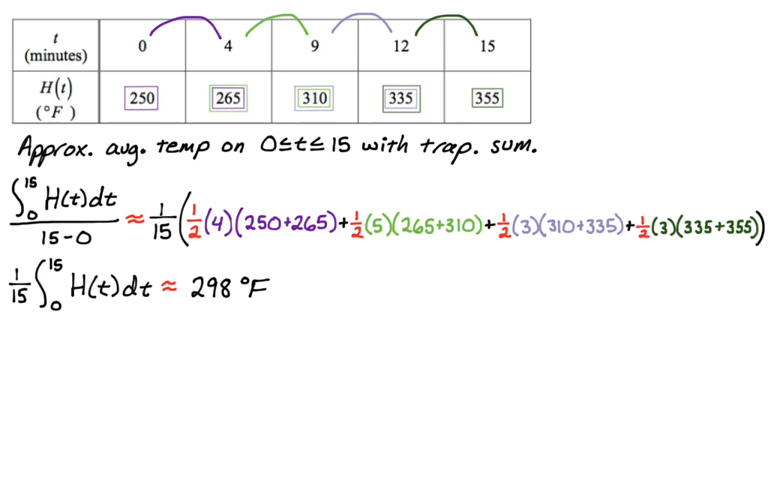 t (minutes) 0 4 9 12 15
H(t) (°F) 250 265 310 335 355
Approx. avg. temp on 0≤t≤15 with trap. sum.
∫₀¹⁵ H(t)dt / 15-0 ≈ 1/15 (1/2(4)(250+265)+1/2(5)(265+310)+1/2(3)(310+335)+1/2(3)(335+355))
1/15 ∫₀¹⁵ H(t)dt ≈ 298 °F